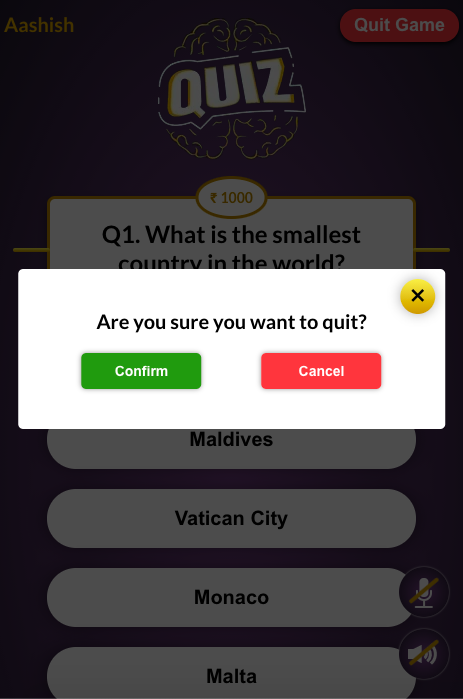 Aashish
Quit Game
QUIZ
₹ 1000
Q1. What is the smallest
country in the world?
Are you sure you want to quit?
Confirm
Cancel
Maldives
Vatican City
Monaco
Malta